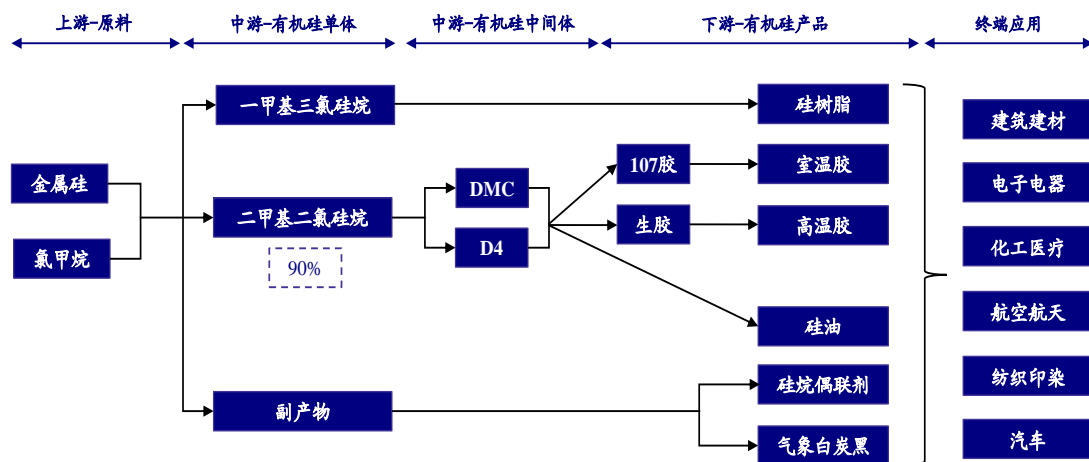 上游-原料
中游-有机硅单体
中游-有机硅中间体
下游-有机硅产品
终端应用
一甲基三氯硅烷
硅树脂
建筑建材
金属硅
107胶
室温胶
DMC
电子电器
二甲基二氯硅烷
生胶
高温胶
氯甲烷
D4
化工医疗
90%
硅油
航空航天
硅烷偶联剂
纺织印染
副产物
气象白炭黑
汽车